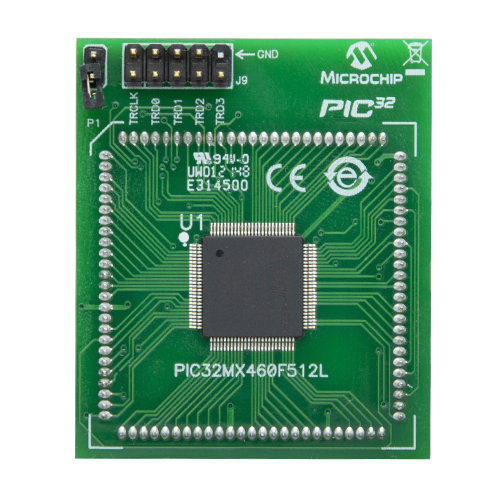 GND
J9
MICROCHIP
PIC32
P1
TRCLK
TRD0
TRD1
TRD2
TRD3
94V-0
E314500
CE
U1
PIC32MX460F512L